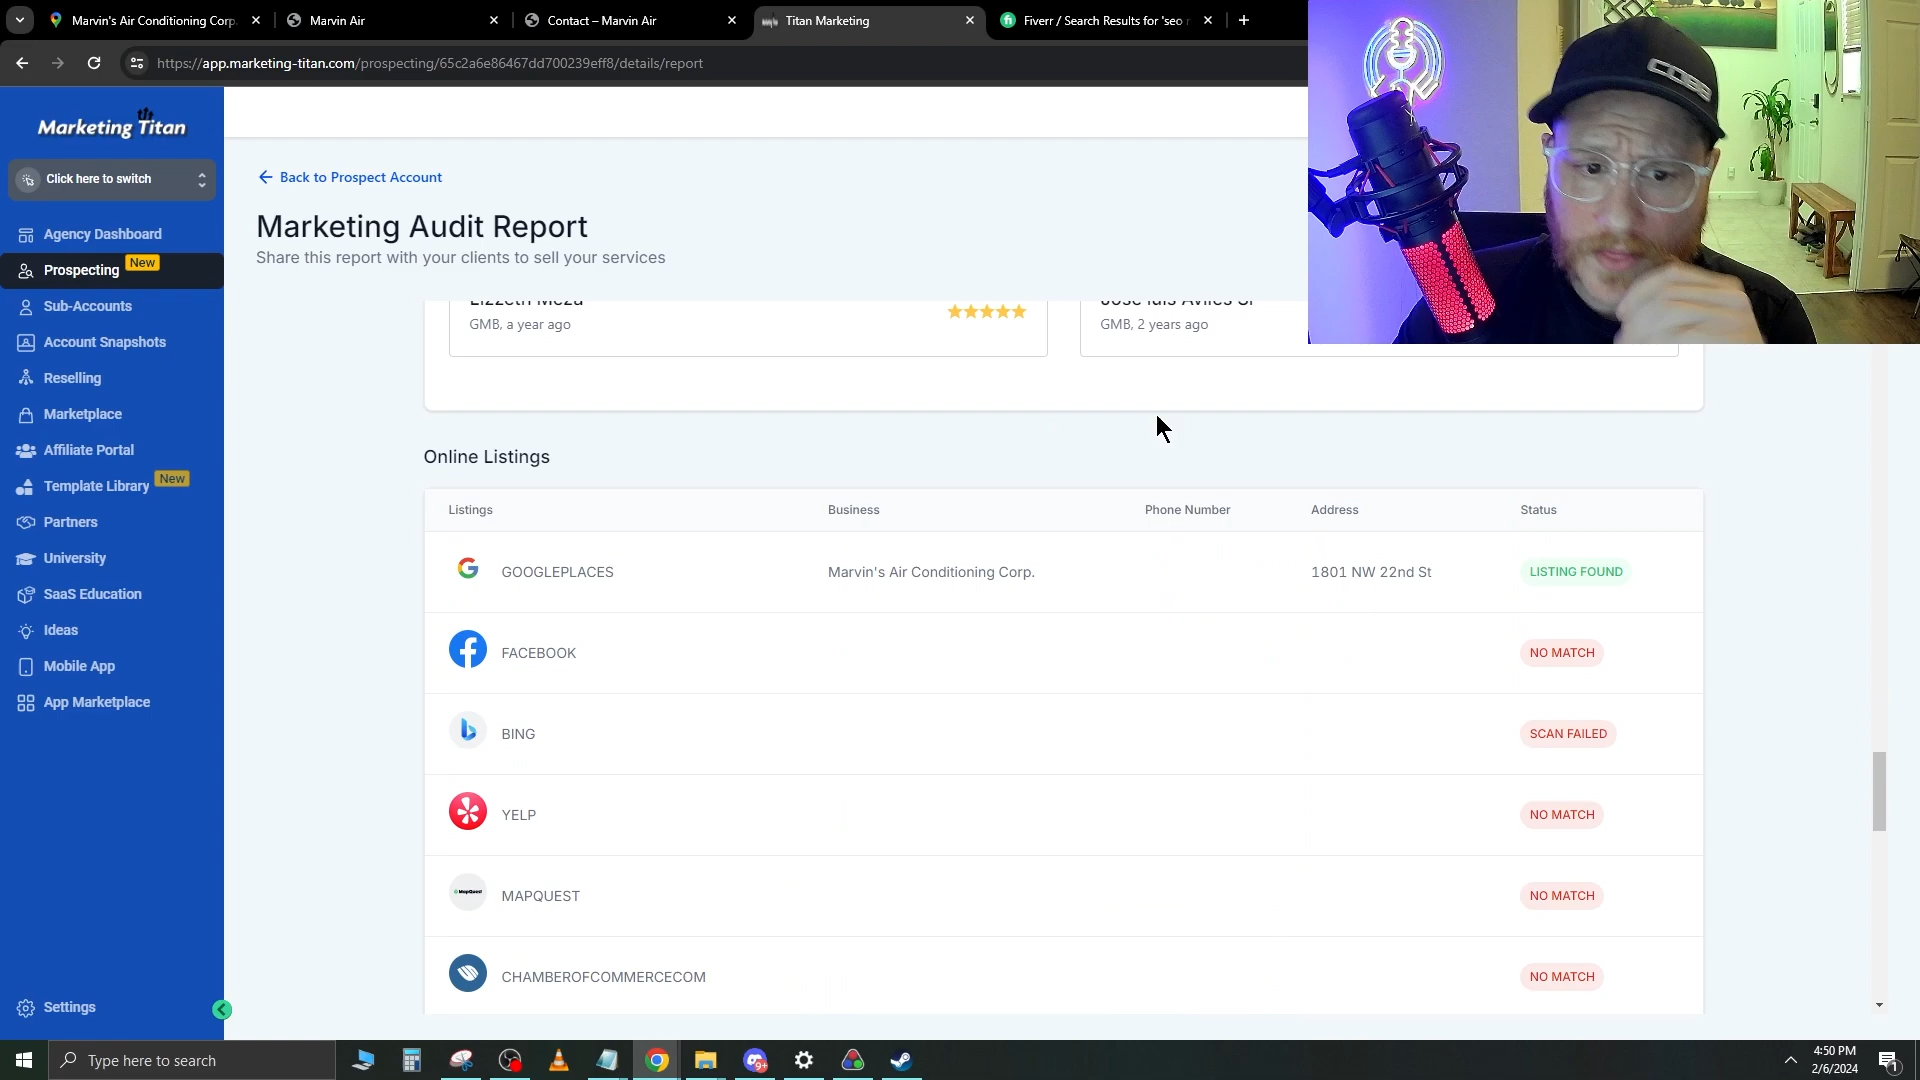 Marvin's Air Conditioning Corp.
Marvin Air
Contact – Marvin Air
Titan Marketing
Fiverr / Search Results for 'seo
https://app.marketing-titan.com/prospecting/65c2a6e86467dd700239eff8/details/report
Marketing Titan
Click here to switch
Agency Dashboard
Prospecting
New
Sub-Accounts
Account Snapshots
Reselling
Marketplace
Affiliate Portal
Template Library
New
Partners
University
SaaS Education
Ideas
Mobile App
App Marketplace
Settings
Back to Prospect Account
Marketing Audit Report
Share this report with your clients to sell your services
Lizzeth Meza
GMB, a year ago
GMB, 2 years ago
Online Listings
Listings Business Phone Number Address Status
GOOGLEPLACES Marvin's Air Conditioning Corp. 1801 NW 22nd St LISTING FOUND
FACEBOOK NO MATCH
BING SCAN FAILED
YELP NO MATCH
MapQuest MAPQUEST NO MATCH
CHAMBEROFCOMMERCECOM NO MATCH
Type here to search
9+
4:50 PM
2/6/2024
1